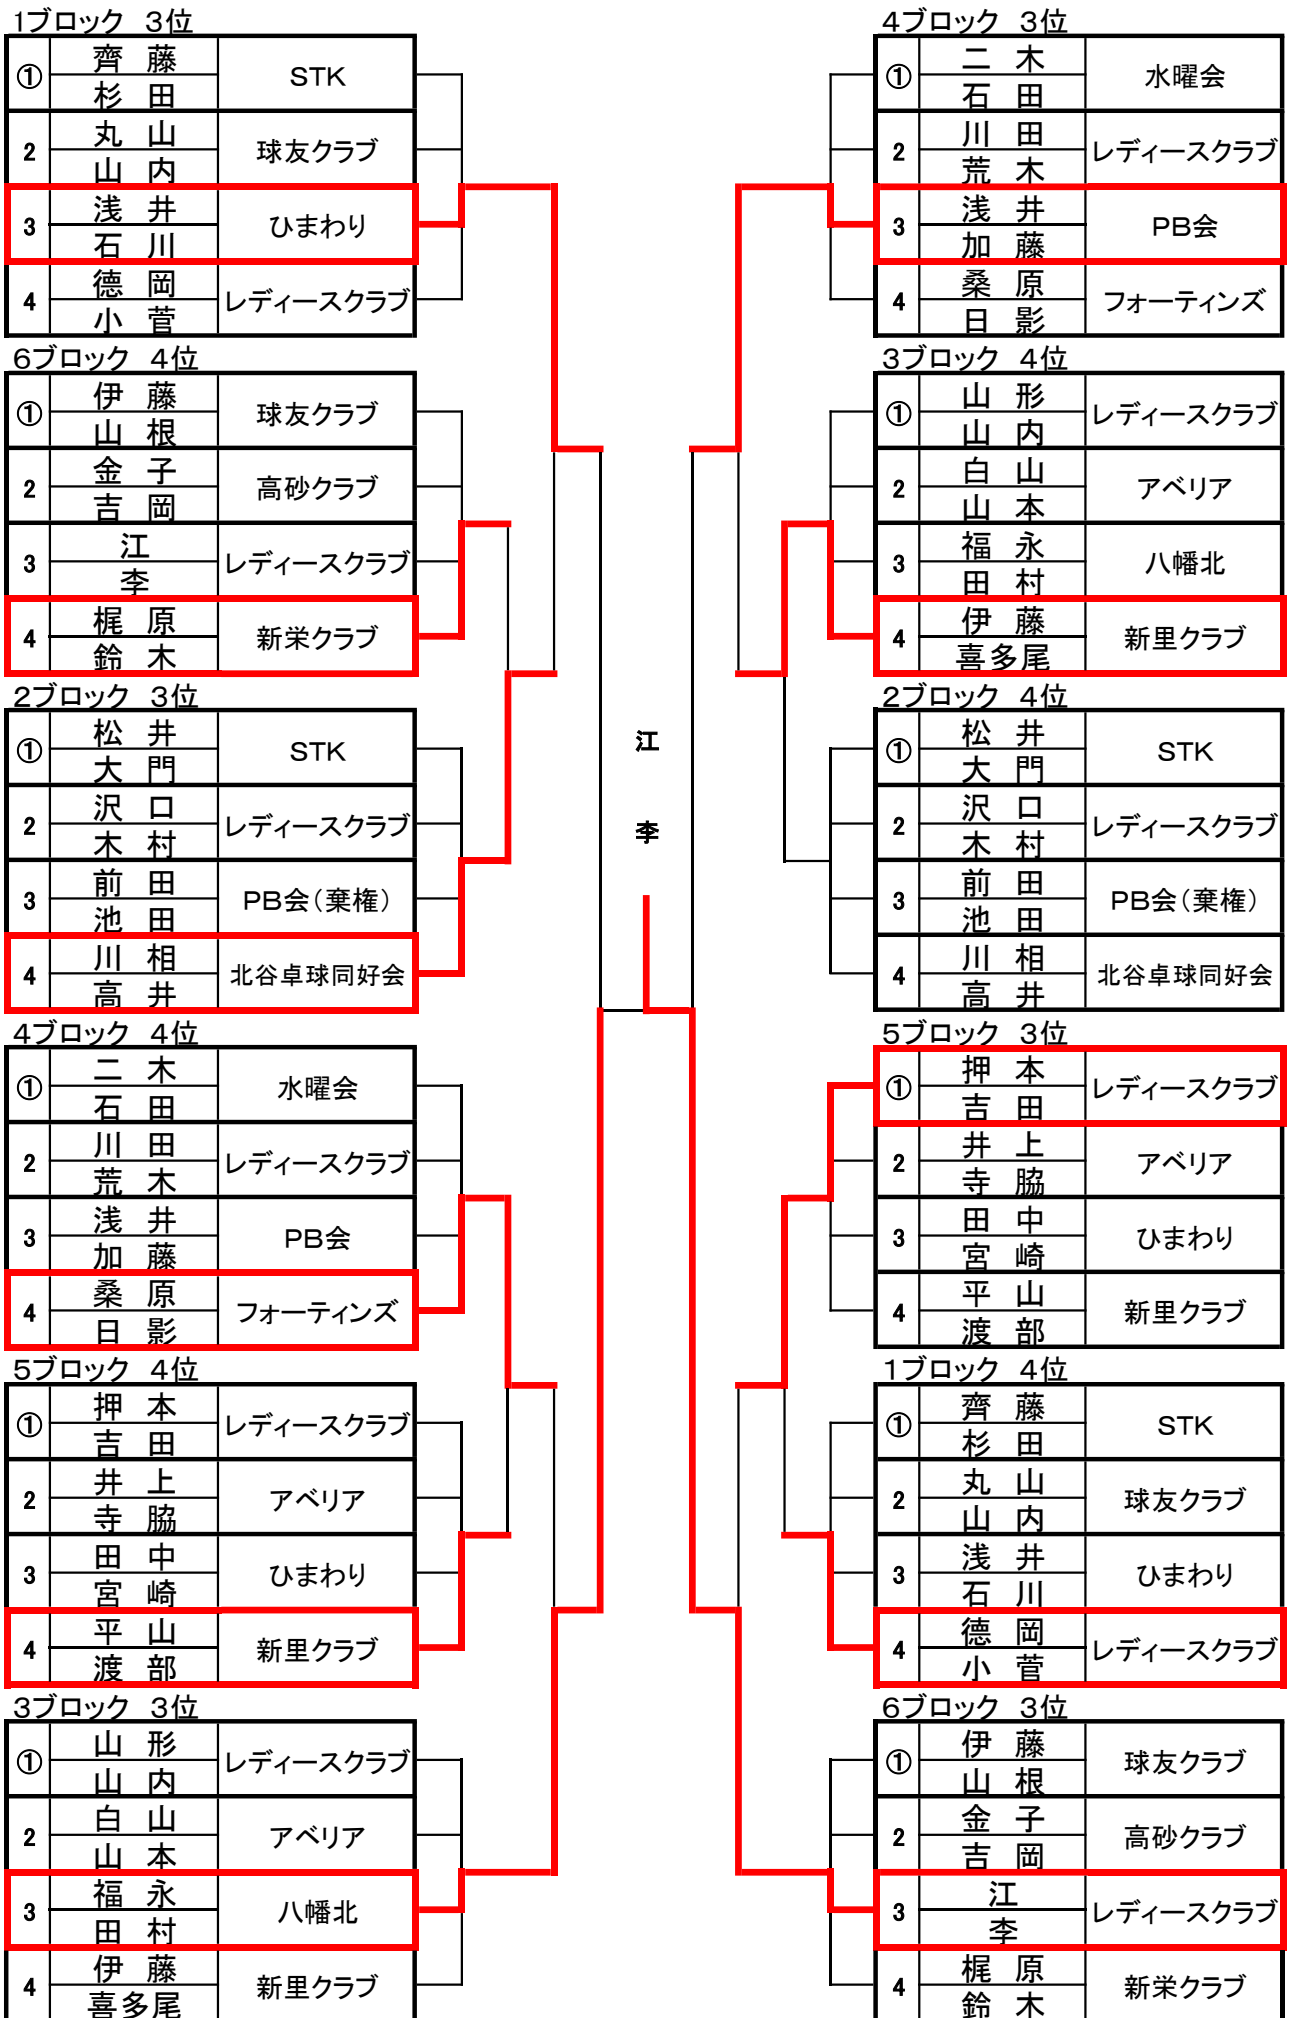 1ブロック 3位
① 齊藤 杉田 STK
2 丸山 山内 球友クラブ
3 浅井 石川 ひまわり
4 德岡 小菅 レディースクラブ
6ブロック 4位
① 伊藤 山根 球友クラブ
2 金子 吉岡 高砂クラブ
3 江 李 レディースクラブ
4 梶原 鈴木 新栄クラブ
2ブロック 3位
① 松井 大門 STK
2 沢口 木村 レディースクラブ
3 前田 池田 PB会(棄権)
4 川相 高井 北谷卓球同好会
4ブロック 4位
① 二木 石田 水曜会
2 川田 荒木 レディースクラブ
3 浅井 加藤 PB会
4 桑原 日影 フォーティンズ
5ブロック 4位
① 押本 吉田 レディースクラブ
2 井上 寺脇 アベリア
3 田中 宮崎 ひまわり
4 平山 渡部 新里クラブ
3ブロック 3位
① 山形 山内 レディースクラブ
2 白山 山本 アベリア
3 福永 田村 八幡北
4 伊藤 喜多尾 新里クラブ
江
李
4ブロック 3位
① 二木 石田 水曜会
2 川田 荒木 レディースクラブ
3 浅井 加藤 PB会
4 桑原 日影 フォーティンズ
3ブロック 4位
① 山形 山内 レディースクラブ
2 白山 山本 アベリア
3 福永 田村 八幡北
4 伊藤 喜多尾 新里クラブ
2ブロック 4位
① 松井 大門 STK
2 沢口 木村 レディースクラブ
3 前田 池田 PB会(棄権)
4 川相 高井 北谷卓球同好会
5ブロック 3位
① 押本 吉田 レディースクラブ
2 井上 寺脇 アベリア
3 田中 宮崎 ひまわり
4 平山 渡部 新里クラブ
1ブロック 4位
① 齊藤 杉田 STK
2 丸山 山内 球友クラブ
3 浅井 石川 ひまわり
4 德岡 小菅 レディースクラブ
6ブロック 3位
① 伊藤 山根 球友クラブ
2 金子 吉岡 高砂クラブ
3 江 李 レディースクラブ
4 梶原 鈴木 新栄クラブ